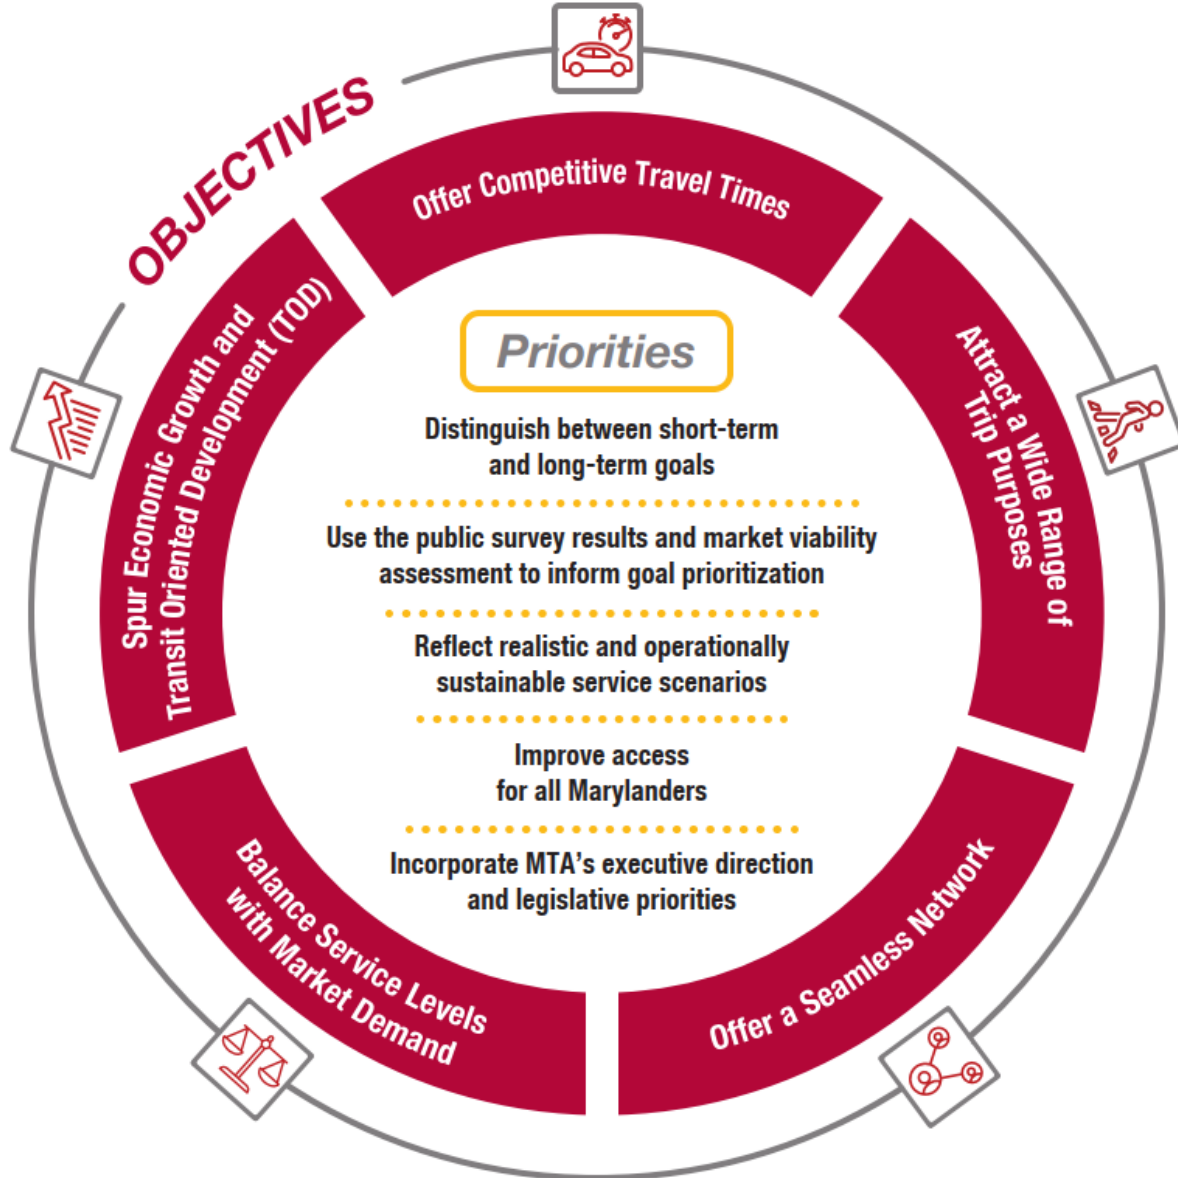 OBJECTIVES
Offer Competitive Travel Times
Attract a Wide Range of
Trip Purposes
Offer a Seamless Network
Balance Service Levels
with Market Demand
Spur Economic Growth and
Transit Oriented Development (TOD)
Priorities
Distinguish between short-term
and long-term goals
Use the public survey results and market viability
assessment to inform goal prioritization
Reflect realistic and operationally
sustainable service scenarios
Improve access
for all Marylanders
Incorporate MTA’s executive direction
and legislative priorities